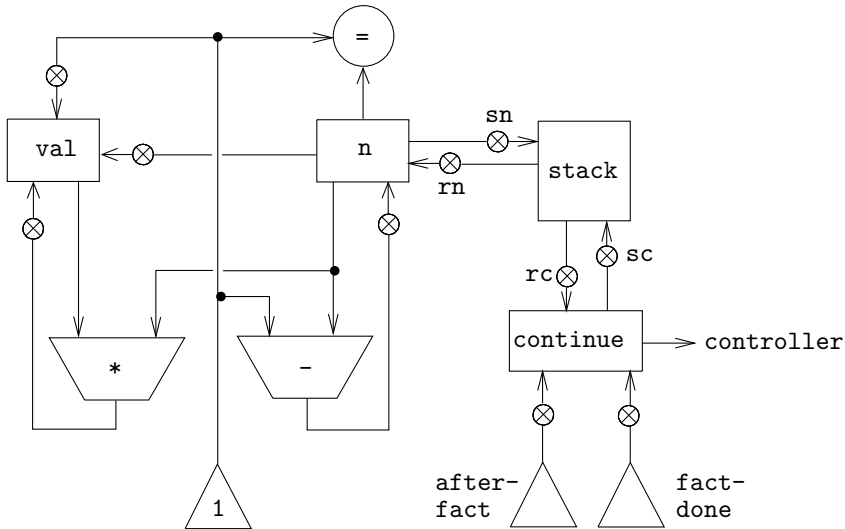 =
sn
val
n
stack
rn
sc
rc
continue
controller
*
-
after-
fact
fact-
done
1